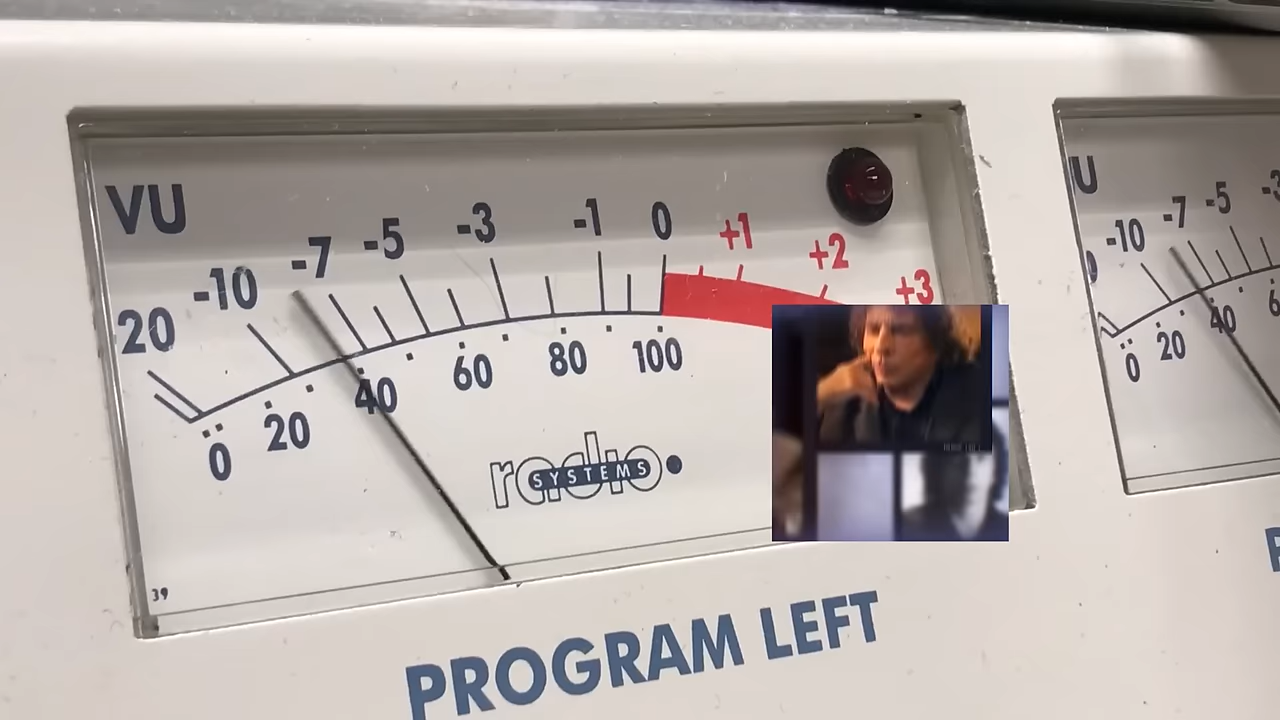 VU
20 -10 -7 -5 -3 -1 0 +1 +2 +3
0 20 40 60 80 100
radio
SYSTEMS
39
PROGRAM LEFT
U
-10 -7 -5
0 20 40